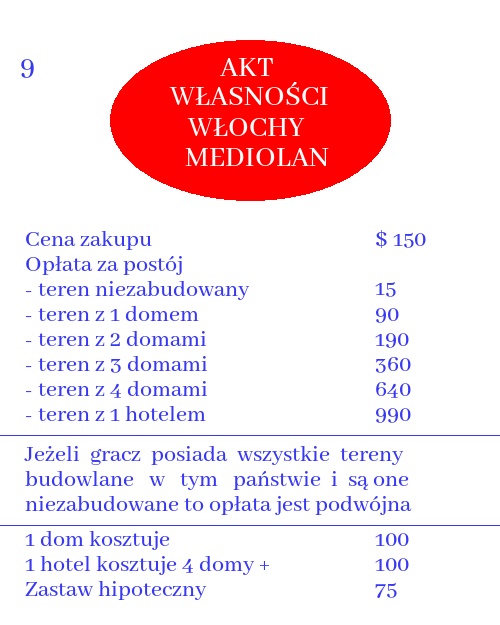 9
AKT
WŁASNOŚCI
WŁOCHY
MEDIOLAN
Cena zakupu $ 150
Opłata za postój
- teren niezabudowany 15
- teren z 1 domem 90
- teren z 2 domami 190
- teren z 3 domami 360
- teren z 4 domami 640
- teren z 1 hotelem 990
Jeżeli gracz posiada wszystkie tereny
budowlane w tym państwie i są one
niezabudowane to opłata jest podwójna
1 dom kosztuje 100
1 hotel kosztuje 4 domy + 100
Zastaw hipoteczny 75